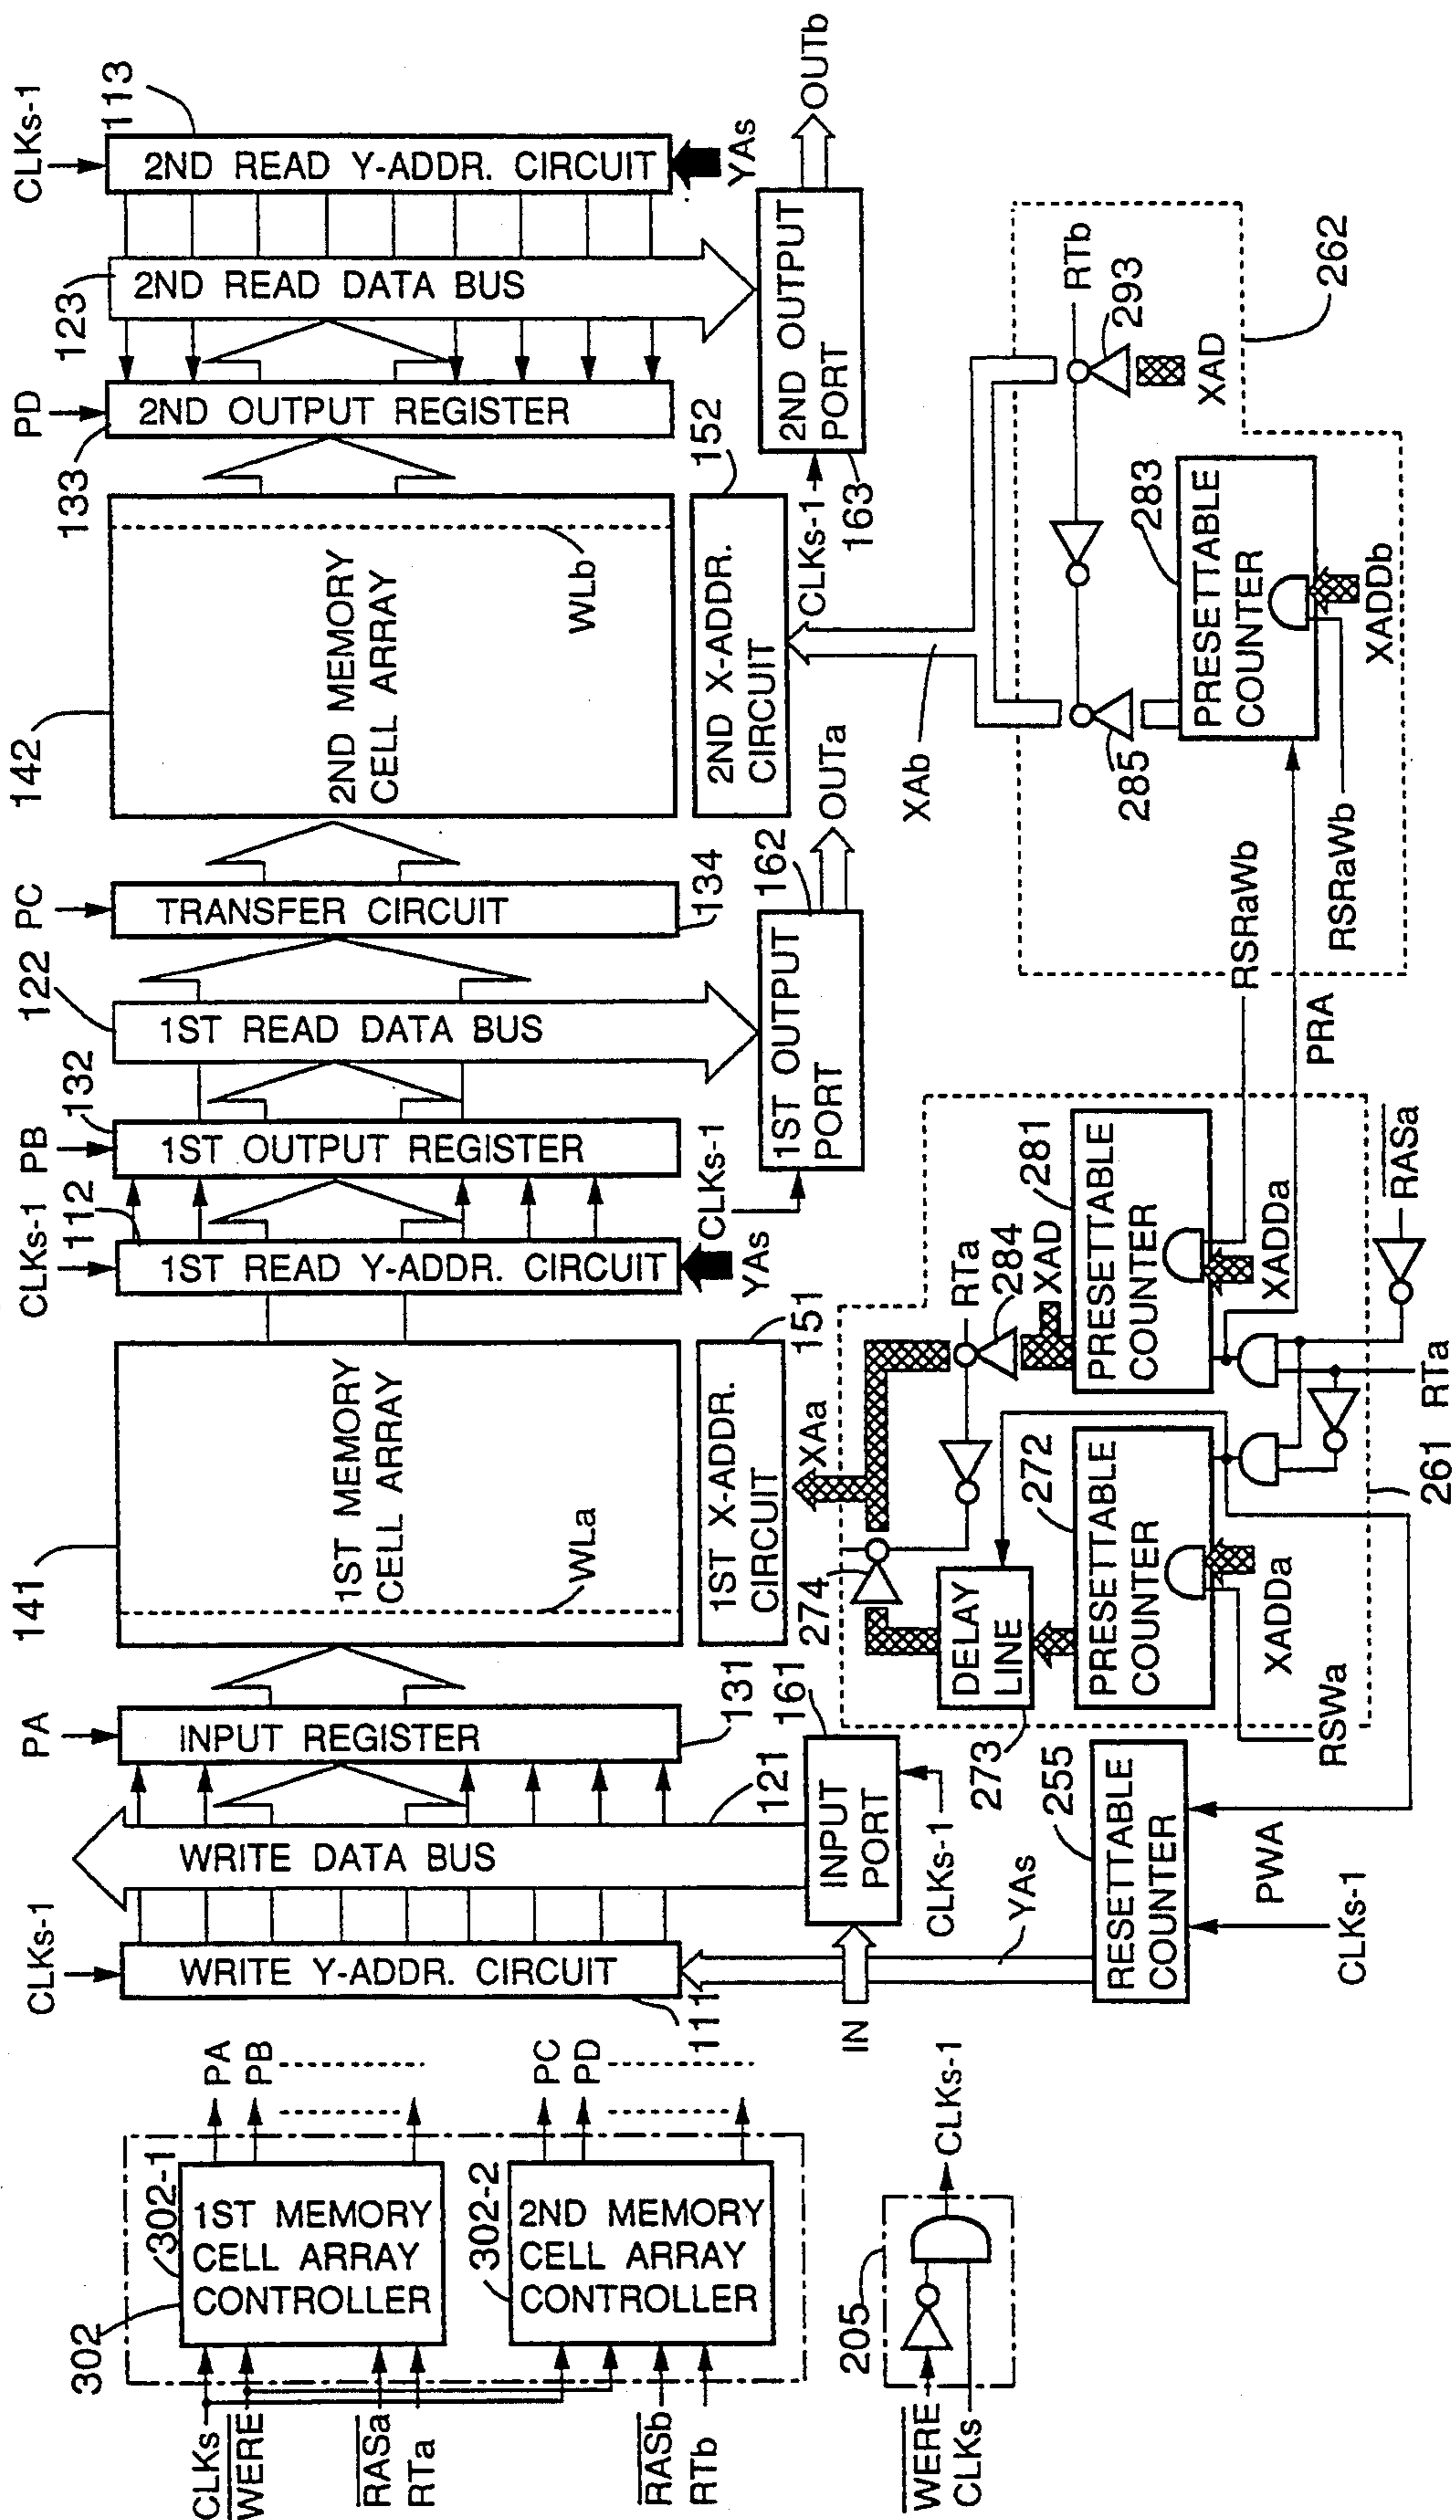 CLKs
WERE
RASa
RTa
RASb
RTb
302
302-1
1ST MEMORY
CELL ARRAY
CONTROLLER
302-2
2ND MEMORY
CELL ARRAY
CONTROLLER
PA
PB
PC
PD
WERE
CLKs
205
CLKs-1
CLKs-1
WRITE Y-ADDR. CIRCUIT
111
WRITE DATA BUS
121
PA
INPUT REGISTER
131
IN
INPUT
PORT
161
CLKs-1
YAs
RESETTABLE
COUNTER
255
PWA
CLKs-1
141
1ST MEMORY
CELL ARRAY
WLa
1ST X-ADDR.
CIRCUIT
151
XAa
274
DELAY
LINE
273
PRESETTABLE
COUNTER
272
XADDa
RSWa
261
RTa
284
XAD
PRESETTABLE
COUNTER
281
XADDa
RTa
RASa
CLKs-1
112
1ST READ Y-ADDR. CIRCUIT
YAs
PB
132
1ST OUTPUT REGISTER
CLKs-1
122
1ST READ DATA BUS
1ST OUTPUT
PORT
162
OUTa
PC
TRANSFER CIRCUIT
134
142
2ND MEMORY
CELL ARRAY
WLb
2ND X-ADDR.
CIRCUIT
152
XAb
RSRaWb
PRA
RSRaWb
285
PRESETTABLE
COUNTER
283
XADDb
RTb
293
XAD
262
133
PD
2ND OUTPUT REGISTER
123
2ND READ DATA BUS
CLKs-1
163
2ND OUTPUT
PORT
OUTb
CLKs-1
113
2ND READ Y-ADDR. CIRCUIT
YAs